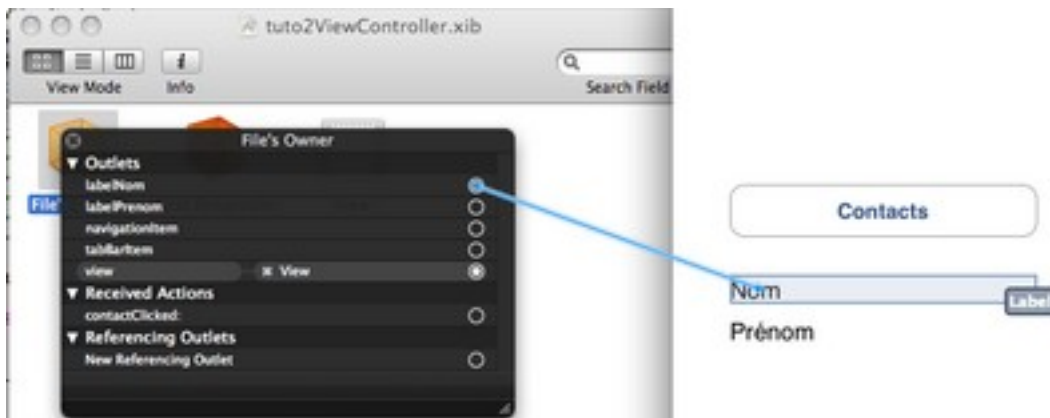 tuto2ViewController.xib
View Mode
Info
Search Field
File's Owner
Outlets
labelNom
labelPrenom
navigationItem
tabBarItem
view
View
Received Actions
contactClicked:
Referencing Outlets
New Referencing Outlet
File'
Contacts
Nom
Label
Prénom